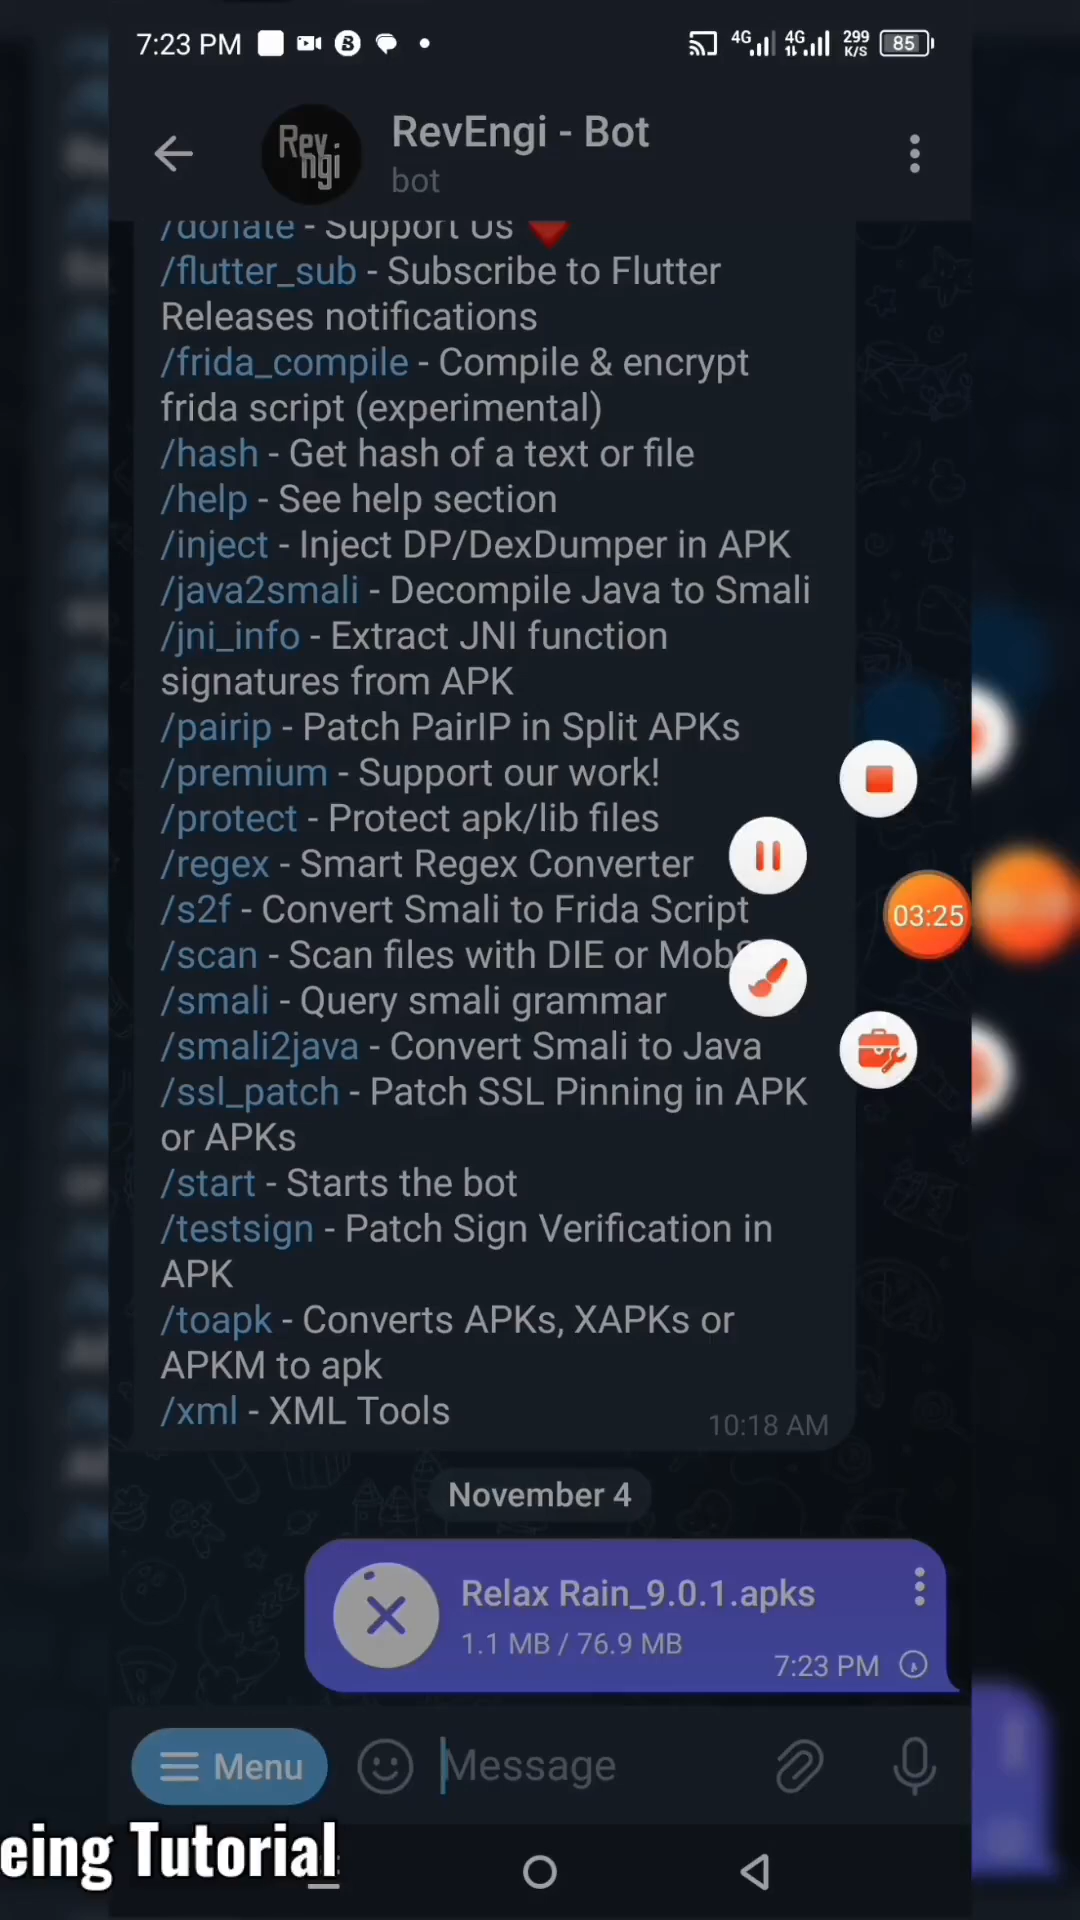 7:23 PM
4G 4G 299 K/S 85
Rev ngi
RevEngi - Bot
bot
/donate - Support Us
/flutter_sub - Subscribe to Flutter
Releases notifications
/frida_compile - Compile & encrypt
frida script (experimental)
/hash - Get hash of a text or file
/help - See help section
/inject - Inject DP/DexDumper in APK
/java2smali - Decompile Java to Smali
/jni_info - Extract JNI function
signatures from APK
/pairip - Patch PairIP in Split APKs
/premium - Support our work!
/protect - Protect apk/lib files
/regex - Smart Regex Converter
/s2f - Convert Smali to Frida Script
03:25
/scan - Scan files with DIE or Mob
/smali - Query smali grammar
/smali2java - Convert Smali to Java
/ssl_patch - Patch SSL Pinning in APK
or APKs
/start - Starts the bot
/testsign - Patch Sign Verification in
APK
/toapk - Converts APKs, XAPKs or
APKM to apk
/xml - XML Tools
10:18 AM
November 4
Relax Rain_9.0.1.apks
1.1 MB / 76.9 MB
7:23 PM
Menu
Message
eing Tutorial